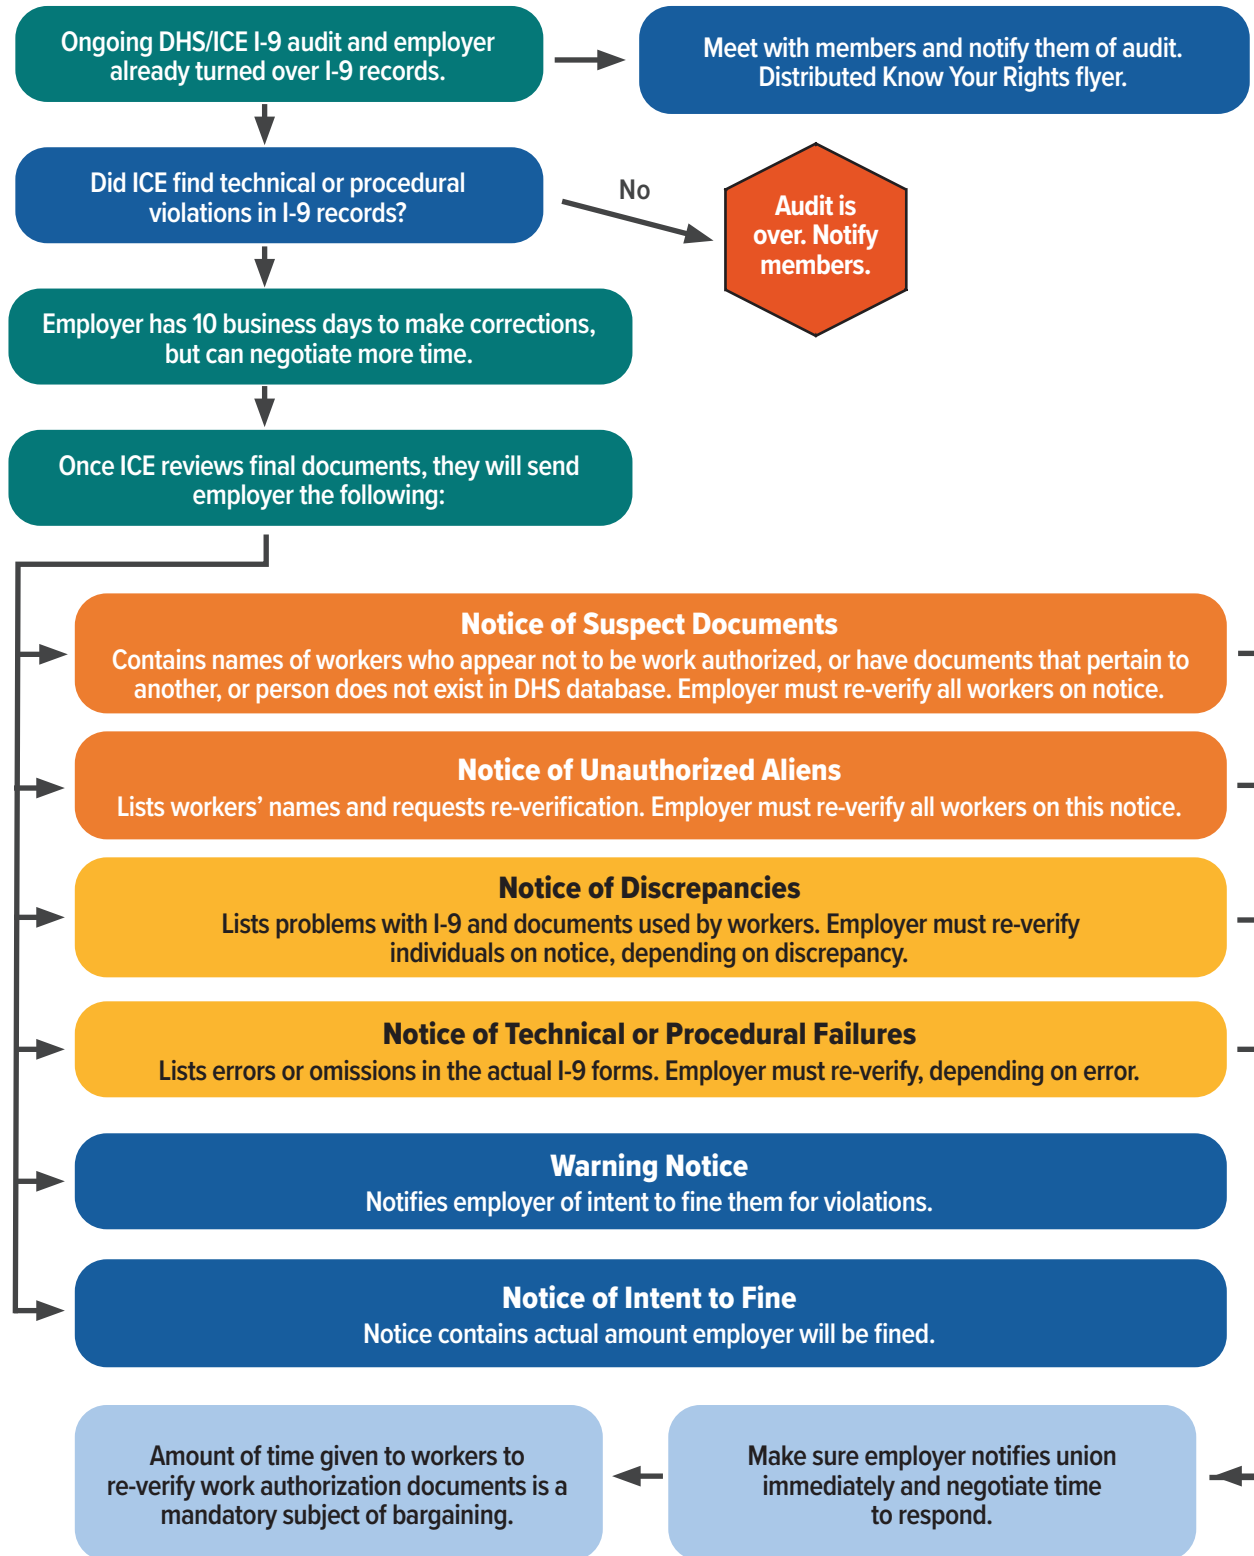 Ongoing DHS/ICE I-9 audit and employer
already turned over I-9 records.
Meet with members and notify them of audit.
Distributed Know Your Rights flyer.
Did ICE find technical or procedural
violations in I-9 records?
No
Audit is
over. Notify
members.
Employer has 10 business days to make corrections,
but can negotiate more time.
Once ICE reviews final documents, they will send
employer the following:
Notice of Suspect Documents
Contains names of workers who appear not to be work authorized, or have documents that pertain to
another, or person does not exist in DHS database. Employer must re-verify all workers on notice.
Notice of Unauthorized Aliens
Lists workers’ names and requests re-verification. Employer must re-verify all workers on this notice.
Notice of Discrepancies
Lists problems with I-9 and documents used by workers. Employer must re-verify
individuals on notice, depending on discrepancy.
Notice of Technical or Procedural Failures
Lists errors or omissions in the actual I-9 forms. Employer must re-verify, depending on error.
Warning Notice
Notifies employer of intent to fine them for violations.
Notice of Intent to Fine
Notice contains actual amount employer will be fined.
Amount of time given to workers to
re-verify work authorization documents is a
mandatory subject of bargaining.
Make sure employer notifies union
immediately and negotiate time
to respond.